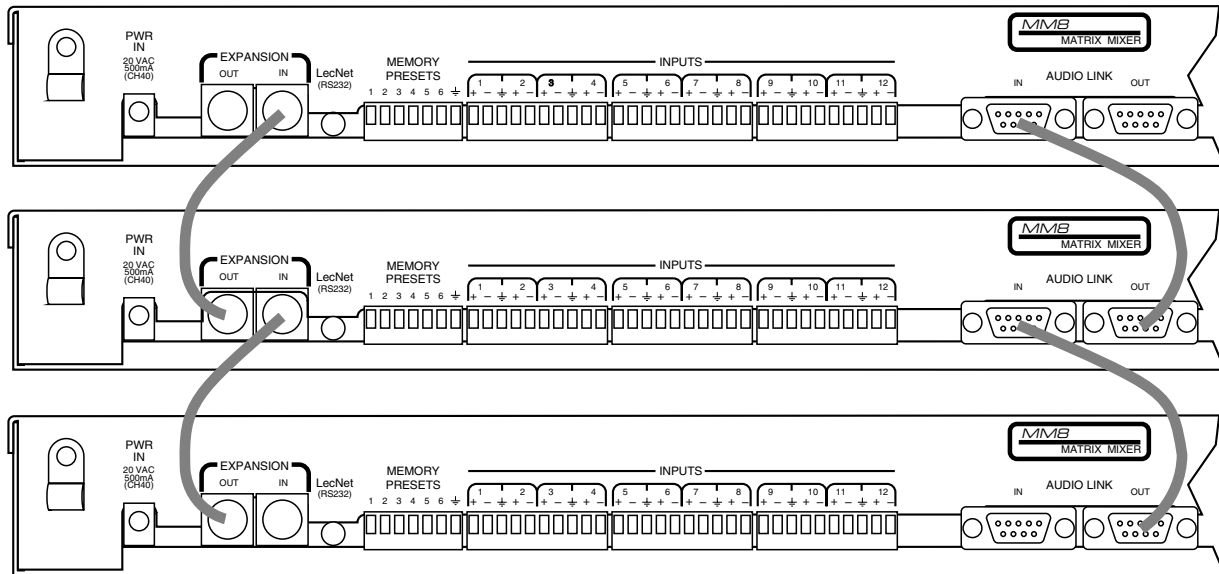 MM8
MATRIX MIXER
PWR
IN
20 VAC
500mA
(CH40)
EXPANSION
OUT IN
LecNet
(RS232)
MEMORY
PRESETS
1 2 3 4 5 6 ⏚
INPUTS
1 2 3 4 5 6 7 8 9 10 11 12
+ − ⏚ + − + − ⏚ + − + − ⏚ + − + − ⏚ + − + − ⏚ + − + − ⏚ + −
AUDIO LINK
IN OUT
MM8
MATRIX MIXER
PWR
IN
20 VAC
500mA
(CH40)
EXPANSION
OUT IN
LecNet
(RS232)
MEMORY
PRESETS
1 2 3 4 5 6 ⏚
INPUTS
1 2 3 4 5 6 7 8 9 10 11 12
+ − ⏚ + − + − ⏚ + − + − ⏚ + − + − ⏚ + − + − ⏚ + − + − ⏚ + −
AUDIO LINK
IN OUT
MM8
MATRIX MIXER
PWR
IN
20 VAC
500mA
(CH40)
EXPANSION
OUT IN
LecNet
(RS232)
MEMORY
PRESETS
1 2 3 4 5 6 ⏚
INPUTS
1 2 3 4 5 6 7 8 9 10 11 12
+ − ⏚ + − + − ⏚ + − + − ⏚ + − + − ⏚ + − + − ⏚ + − + − ⏚ + −
AUDIO LINK
IN OUT